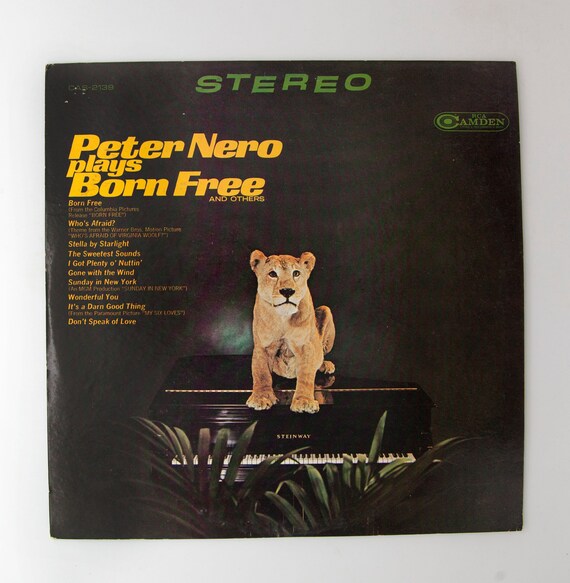 STEREO
CAS-2139
RCA
CAMDEN
Peter Nero
plays
Born Free
AND OTHERS
Born Free
(From the Columbia Pictures
Release "BORN FREE")
Who's Afraid?
(Theme from the Warner Bros. Motion Picture
"WHO'S AFRAID OF VIRGINIA WOOLF?")
Stella by Starlight
The Sweetest Sounds
I Got Plenty o' Nuttin'
Gone with the Wind
Sunday in New York
(An MGM Production "SUNDAY IN NEW YORK")
Wonderful You
It's a Darn Good Thing
(From the Paramount Picture "MY SIX LOVES")
Don't Speak of Love
STEINWAY